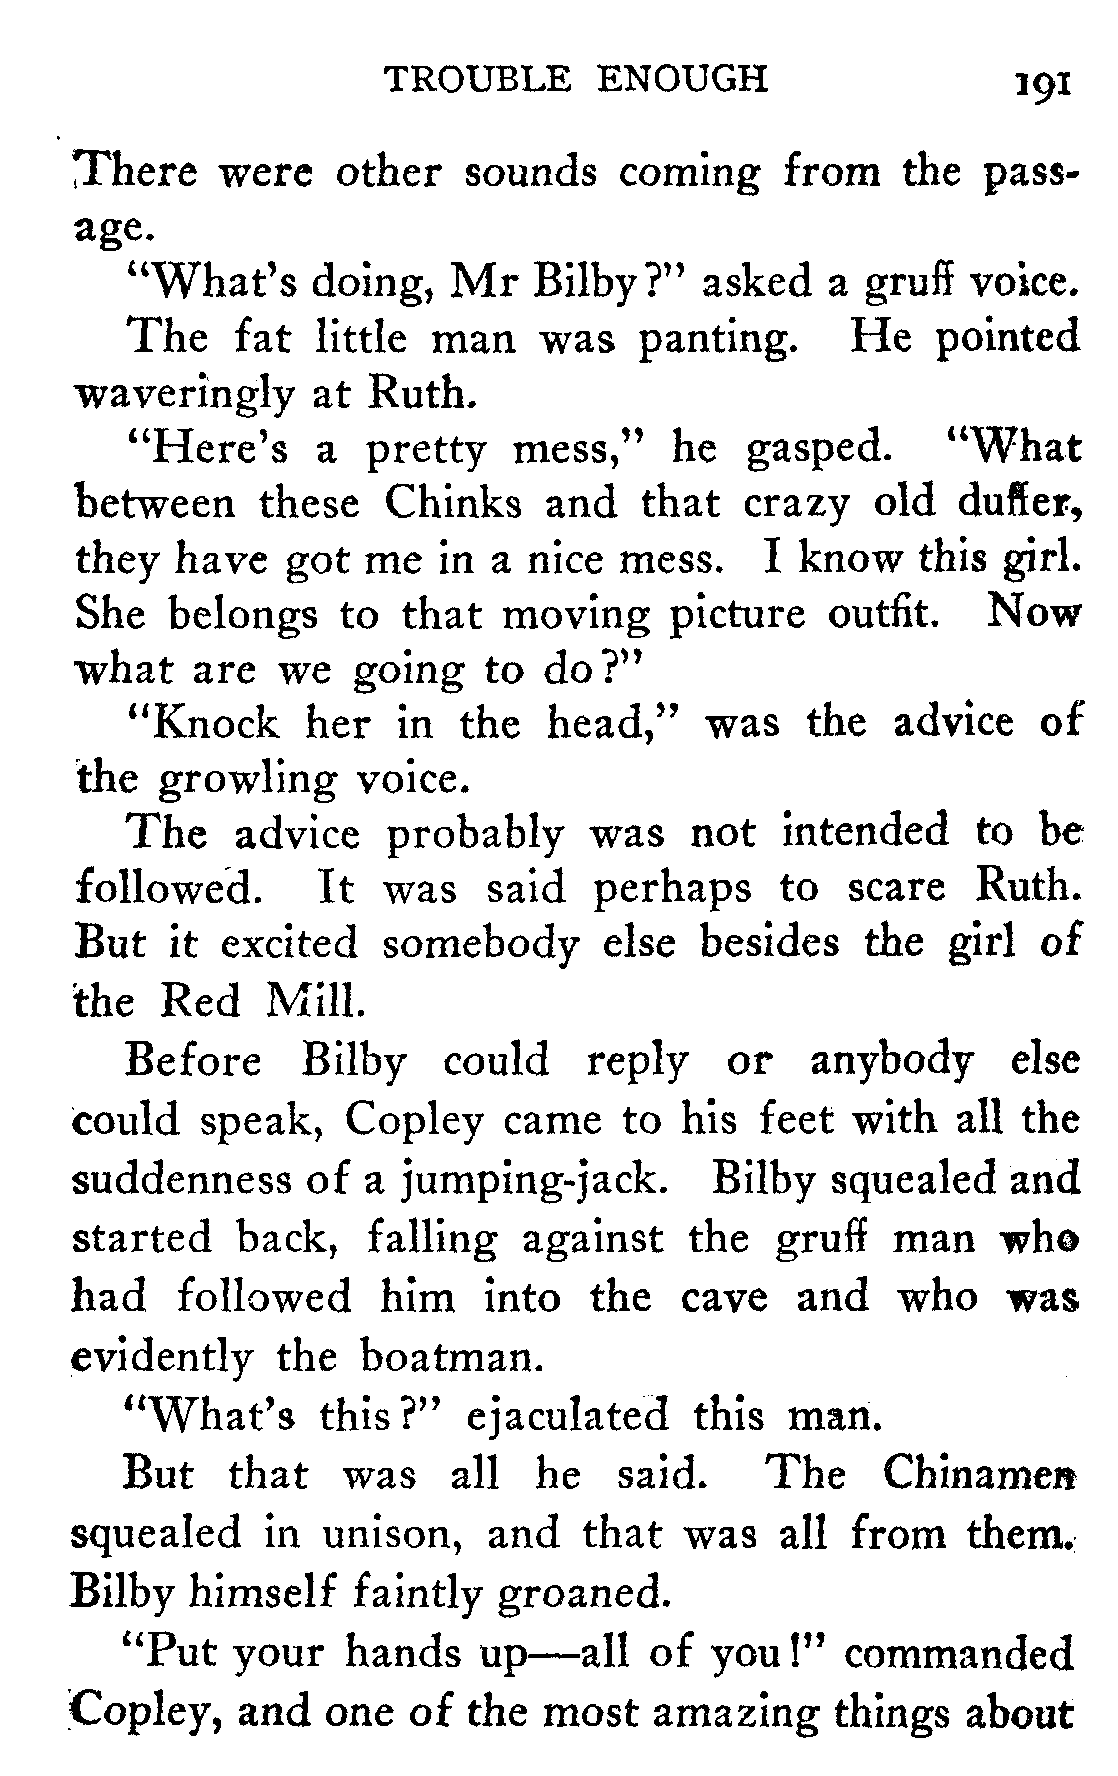 TROUBLE ENOUGH 191
There were other sounds coming from the pass-
age.
"What's doing, Mr Bilby?" asked a gruff voice.
The fat little man was panting. He pointed
waveringly at Ruth.
"Here's a pretty mess," he gasped. "What
between these Chinks and that crazy old duffer,
they have got me in a nice mess. I know this girl.
She belongs to that moving picture outfit. Now
what are we going to do?"
"Knock her in the head," was the advice of
the growling voice.
The advice probably was not intended to be
followed. It was said perhaps to scare Ruth.
But it excited somebody else besides the girl of
the Red Mill.
Before Bilby could reply or anybody else
could speak, Copley came to his feet with all the
suddenness of a jumping-jack. Bilby squealed and
started back, falling against the gruff man who
had followed him into the cave and who was
evidently the boatman.
"What's this?" ejaculated this man.
But that was all he said. The Chinamen
squealed in unison, and that was all from them.
Bilby himself faintly groaned.
"Put your hands up—all of you!" commanded
Copley, and one of the most amazing things about